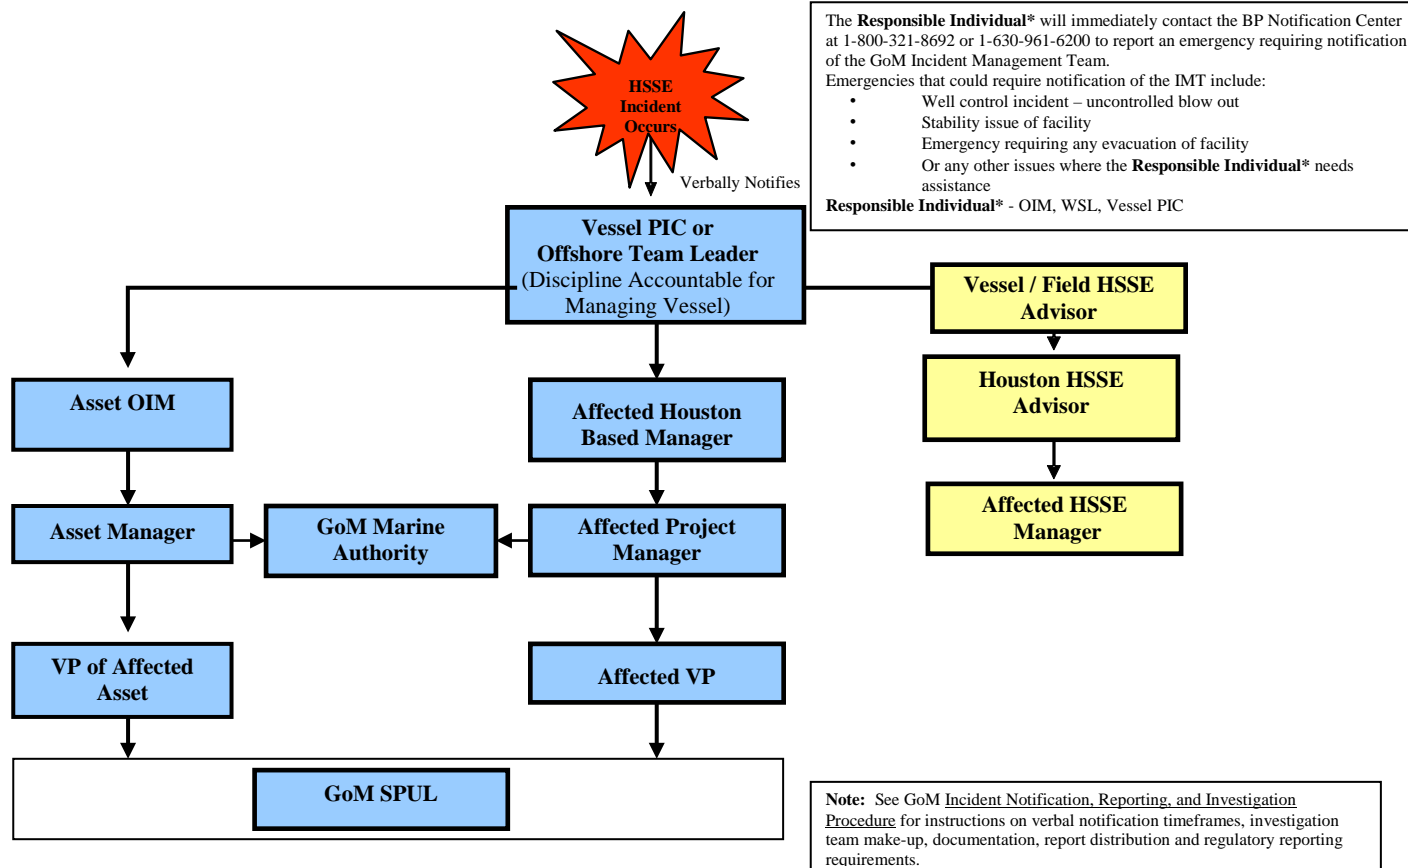 The Responsible Individual* will immediately contact the BP Notification Center
at 1-800-321-8692 or 1-630-961-6200 to report an emergency requiring notification
of the GoM Incident Management Team.
Emergencies that could require notification of the IMT include:
• Well control incident – uncontrolled blow out
• Stability issue of facility
• Emergency requiring any evacuation of facility
• Or any other issues where the Responsible Individual* needs
assistance
Responsible Individual* - OIM, WSL, Vessel PIC
HSSE
Incident
Occurs
Verbally Notifies
Vessel PIC or
Offshore Team Leader
(Discipline Accountable for
Managing Vessel)
Vessel / Field HSSE
Advisor
Asset OIM
Affected Houston
Based Manager
Houston HSSE
Advisor
Asset Manager
GoM Marine
Authority
Affected Project
Manager
Affected HSSE
Manager
VP of Affected
Asset
Affected VP
GoM SPUL
Note: See GoM Incident Notification, Reporting, and Investigation
Procedure for instructions on verbal notification timeframes, investigation
team make-up, documentation, report distribution and regulatory reporting
requirements.